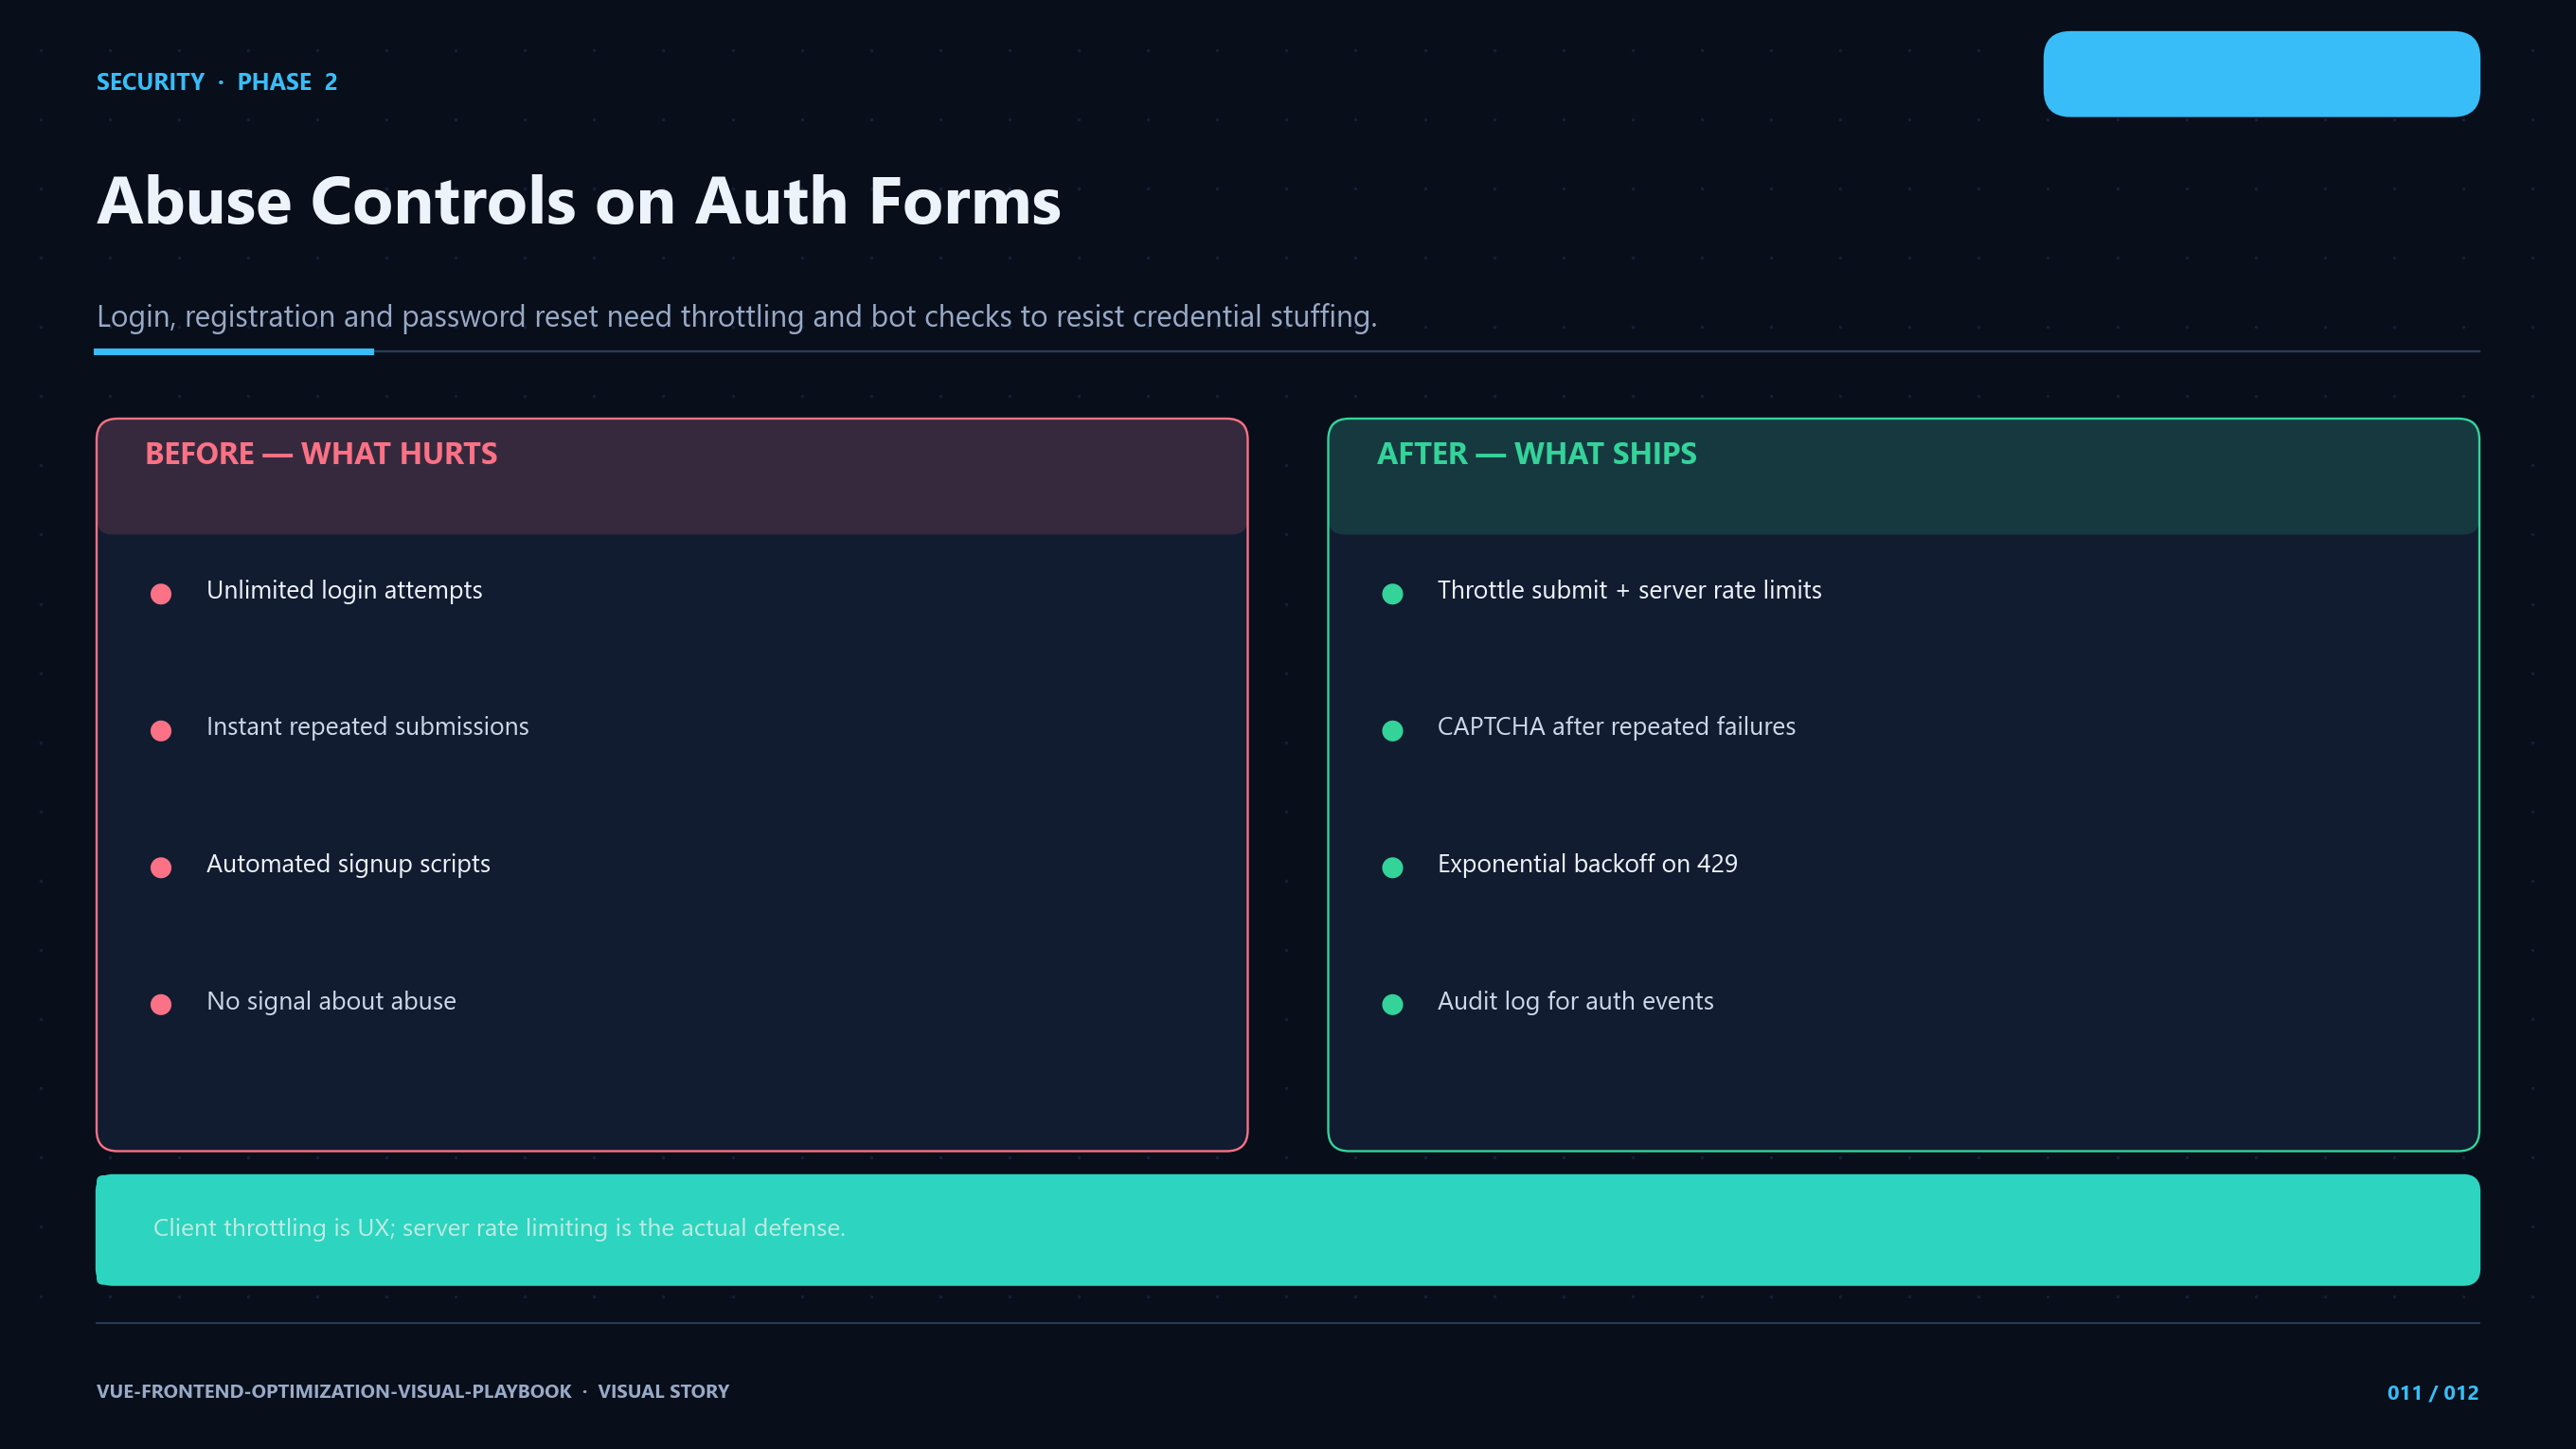 SECURITY · PHASE 2
Abuse Controls on Auth Forms
Login, registration and password reset need throttling and bot checks to resist credential stuffing.
BEFORE — WHAT HURTS
Unlimited login attempts
Instant repeated submissions
Automated signup scripts
No signal about abuse
AFTER — WHAT SHIPS
Throttle submit + server rate limits
CAPTCHA after repeated failures
Exponential backoff on 429
Audit log for auth events
Client throttling is UX; server rate limiting is the actual defense.
VUE-FRONTEND-OPTIMIZATION-VISUAL-PLAYBOOK · VISUAL STORY
011 / 012